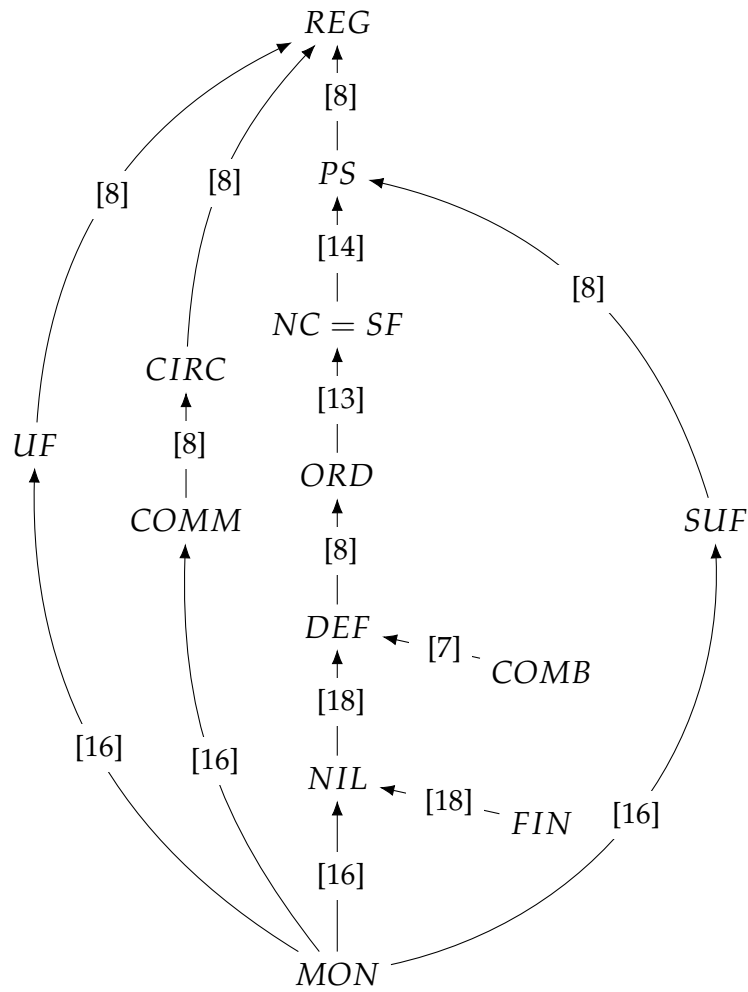 REG
[8]
[8]
[8]
PS
[14]
[8]
NC = SF
CIRC
[13]
UF
[8]
ORD
COMM
SUF
[8]
DEF
[7]
COMB
[18]
[16]
[16]
NIL
[18]
FIN
[16]
[16]
MON